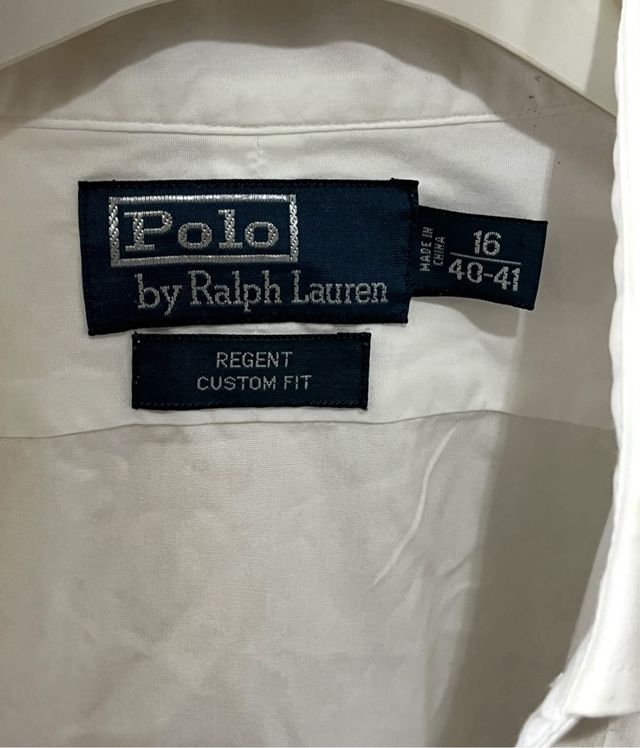 Polo
by Ralph Lauren
MADE IN
CHINA
16
40-41
REGENT
CUSTOM FIT